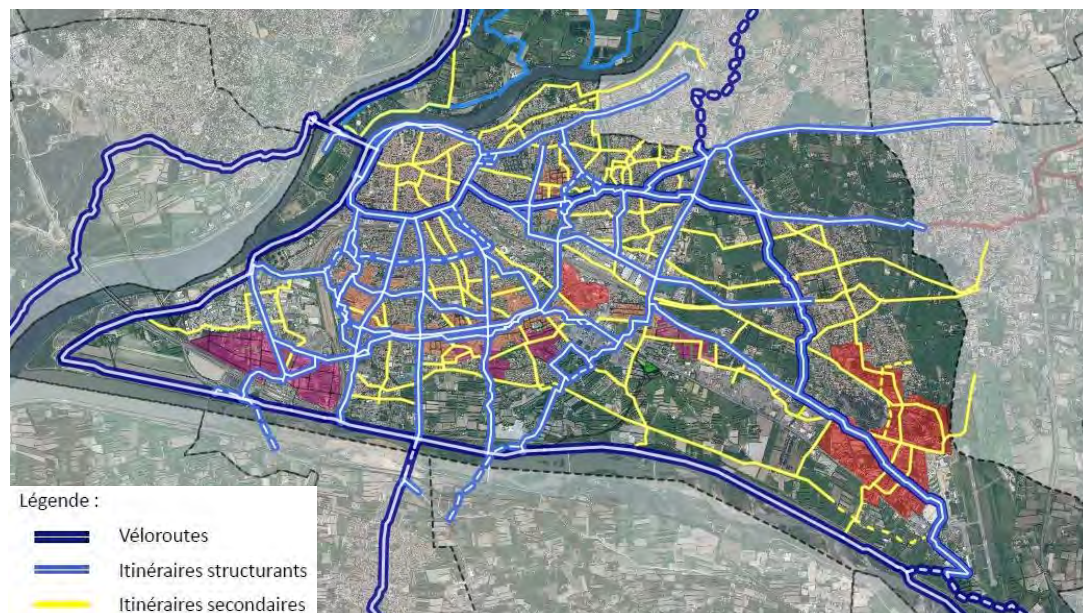 Légende :
Véloroutes
Itinéraires structurants
Itinéraires secondaires